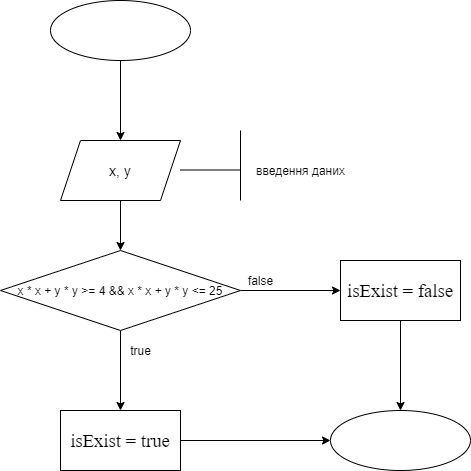 x, y
введення даних
x * x + y * y >= 4 && x * x + y * y <= 25
false
isExist = false
true
isExist = true